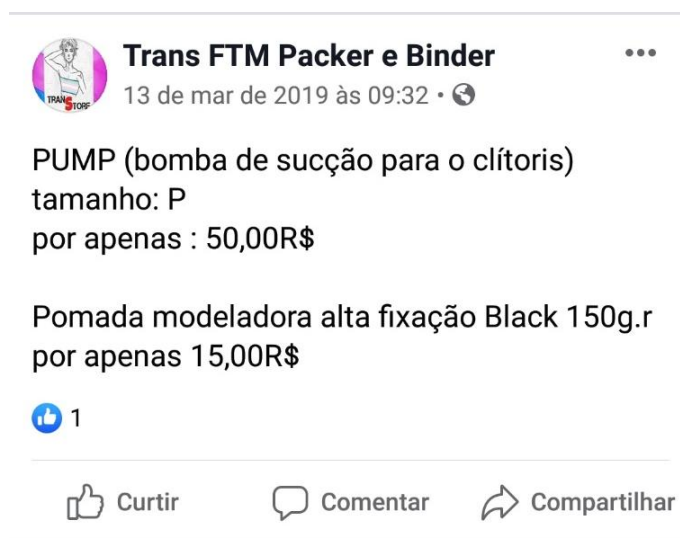 Trans FTM Packer e Binder
13 de mar de 2019 às 09:32 •
TRANSTORE
PUMP (bomba de sucção para o clítoris)
tamanho: P
por apenas : 50,00R$
Pomada modeladora alta fixação Black 150g.r
por apenas 15,00R$
1
Curtir Comentar Compartilhar